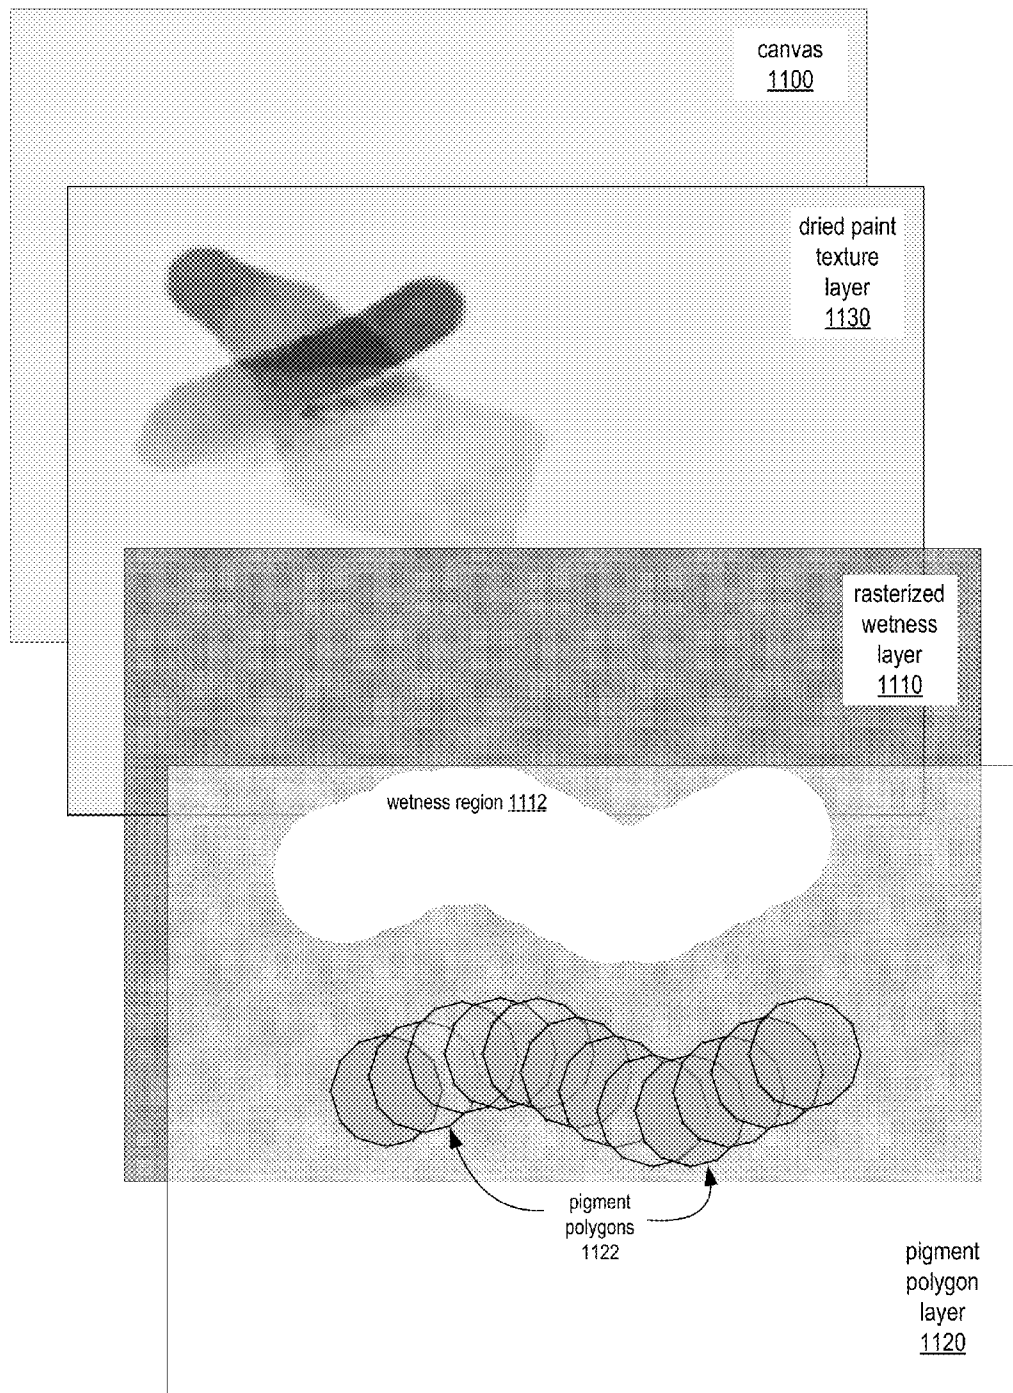 canvas
1100
dried paint
texture
layer
1130
rasterized
wetness
layer
1110
wetness region 1112
pigment
polygons
1122
pigment
polygon
layer
1120